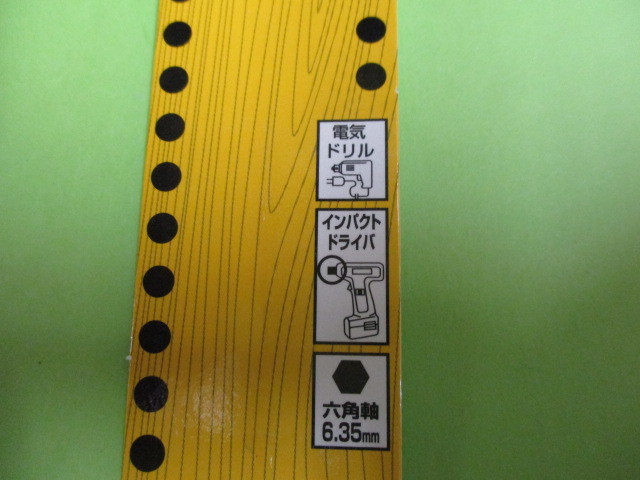 電気
ドリル
インパクト
ドライバ
六角軸
6.35mm